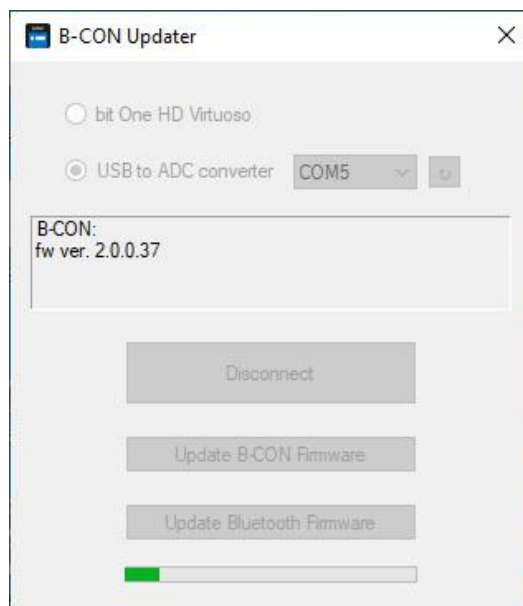 B-CON Updater
bit One HD Virtuoso
USB to ADC converter COM5
B-CON:
fw ver. 2.0.0.37
Disconnect
Update B-CON Firmware
Update Bluetooth Firmware